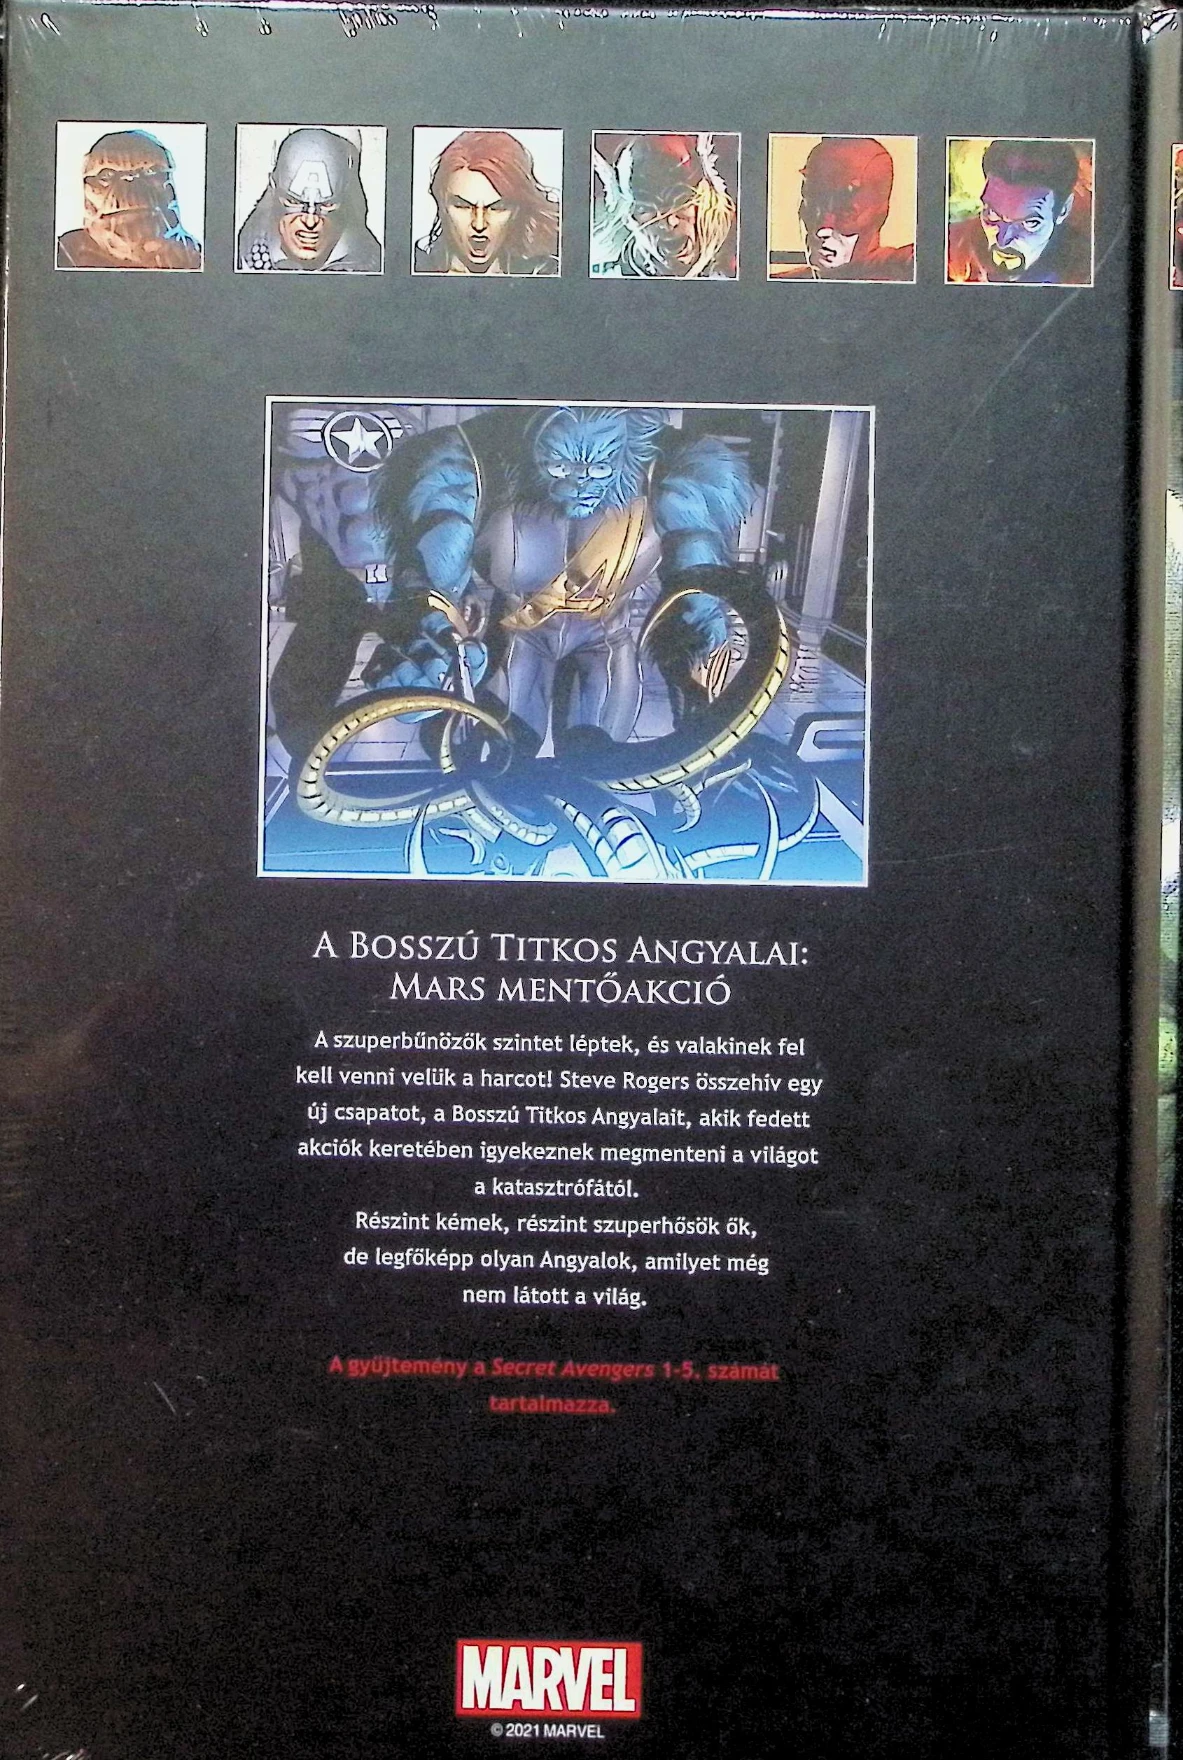 A BOSSZÚ TITKOS ANGYALAI:
MARS MENTŐAKCIÓ
A szuperbűnözők szintet léptek, és valakinek fel
kell venni velük a harcot! Steve Rogers összehív egy
új csapatot, a Bosszú Titkos Angyalait, akik fedett
akciók keretében igyekeznek megmenteni a világot
a katasztrófától.
Részint kémek, részint szuperhősök ők,
de legfőképp olyan Angyalok, amilyet még
nem látott a világ.
A gyűjtemény a Secret Avengers 1-5. számát
tartalmazza.
MARVEL
© 2021 MARVEL